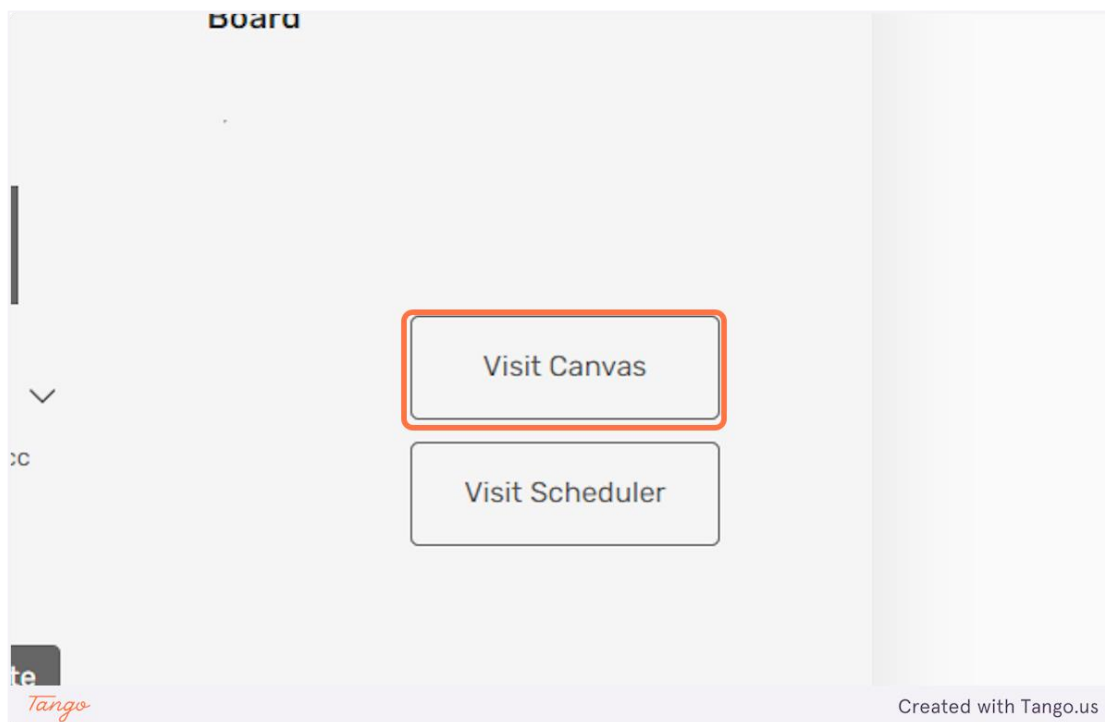 Board
Visit Canvas
cc
Visit Scheduler
te
Tango
Created with Tango.us